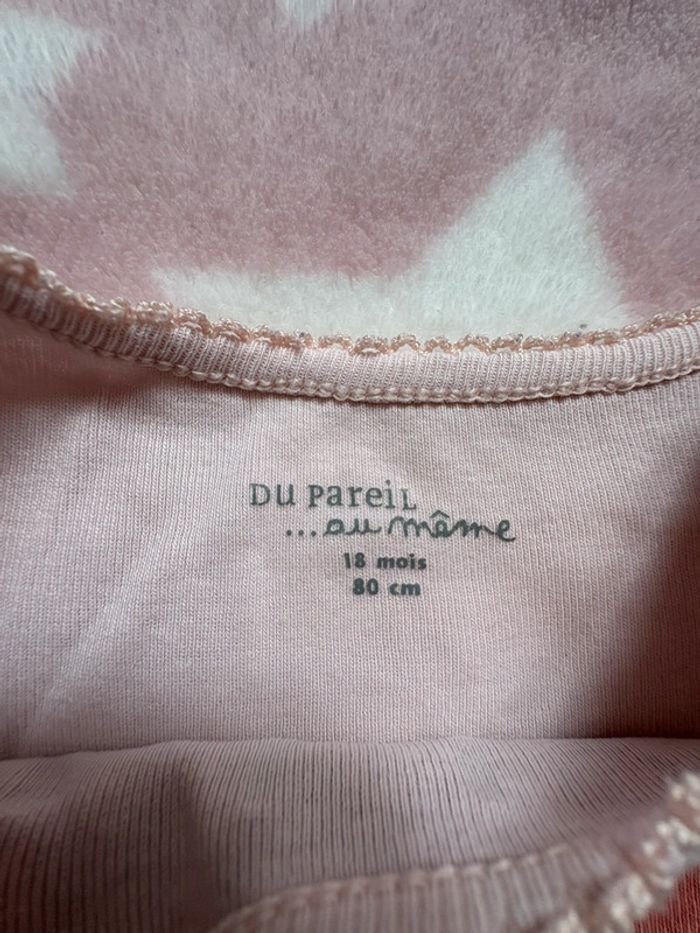 DU PareiL
...au même
18 mois
80 cm